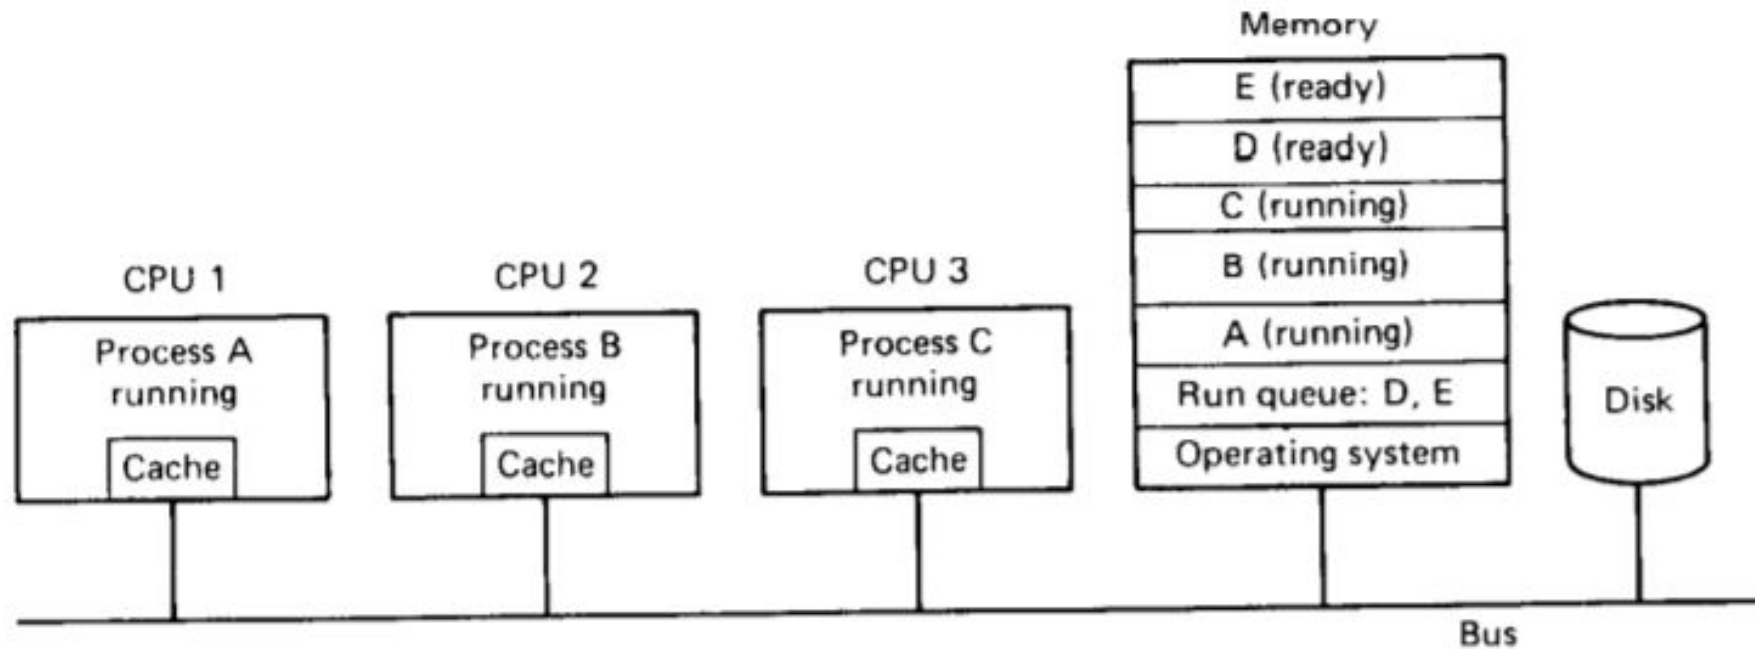 Memory
E (ready)
D (ready)
C (running)
B (running)
A (running)
Run queue: D, E
Operating system
CPU 1
Process A
running
Cache
CPU 2
Process B
running
Cache
CPU 3
Process C
running
Cache
Disk
Bus